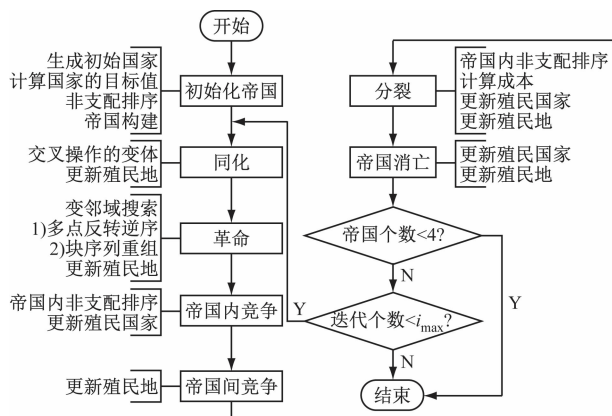 开始
生成初始国家
计算国家的目标值
非支配排序
帝国构建
初始化帝国
交叉操作的变体
更新殖民地
同化
变邻域搜索
1)多点反转逆序
2)块序列重组
更新殖民地
革命
帝国内非支配排序
更新殖民国家
帝国内竞争
更新殖民地
帝国间竞争
分裂
帝国内非支配排序
计算成本
更新殖民国家
更新殖民地
帝国消亡
更新殖民国家
更新殖民地
帝国个数<4?
N
Y
迭代个数<imax?
Y
N
结束